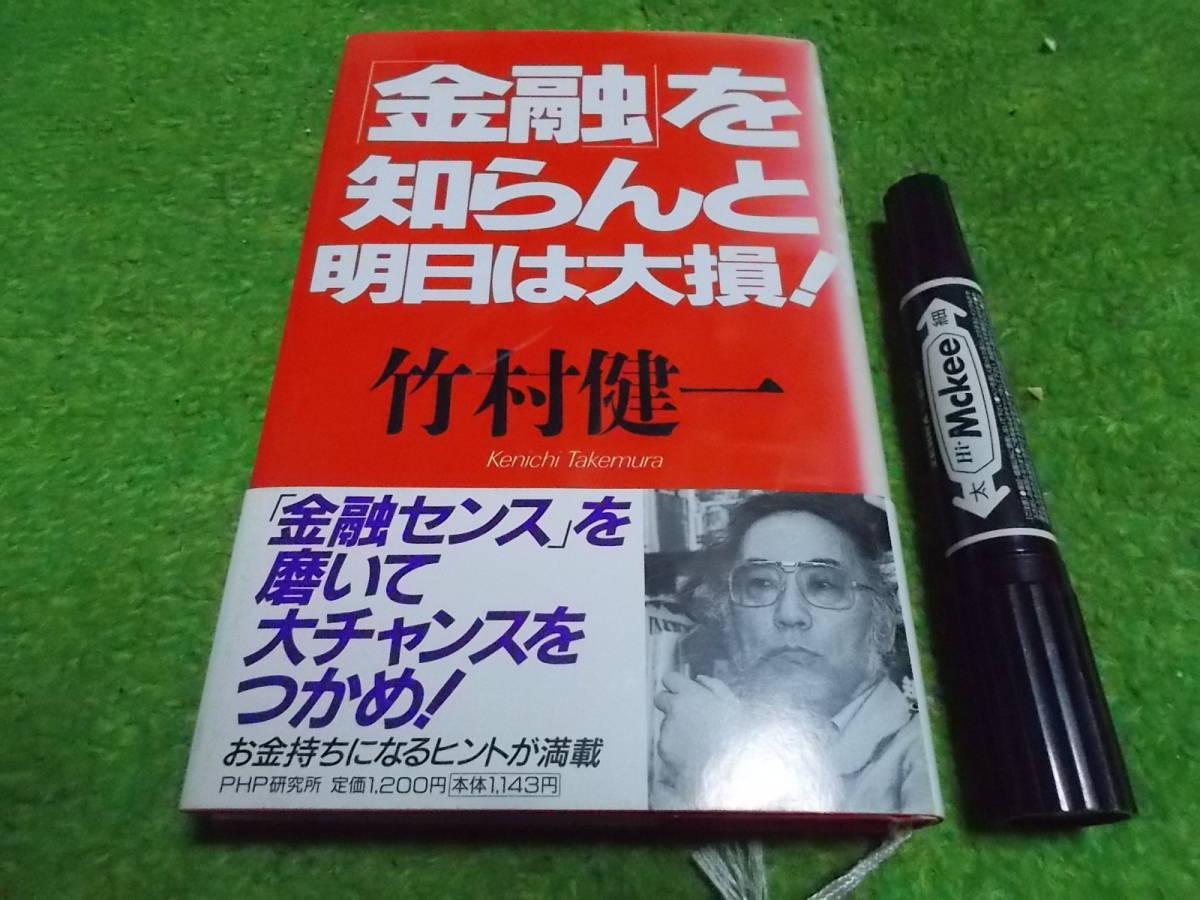 「金融」を
知らんと
明日は大損!
竹村健一
Kenichi Takemura
「金融センス」を
磨いて
大チャンスを
つかめ!
お金持ちになるヒントが満載
PHP研究所 定価1,200円 本体1,143円
細
Hi-Mckee
太